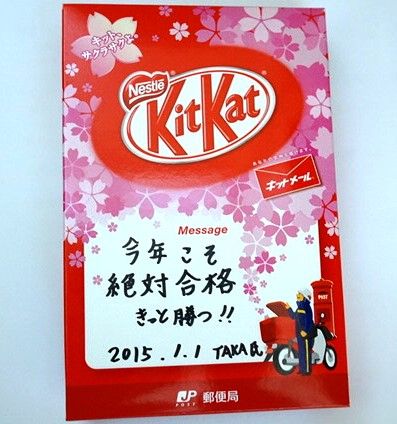 キットに
サクラサクよ。
Nestlé
KitKat
キットメール
Message
今年こそ
絶対合格
きっと勝つ!!
2015.1.1 TAKA氏
POST
JP
POST
郵便局